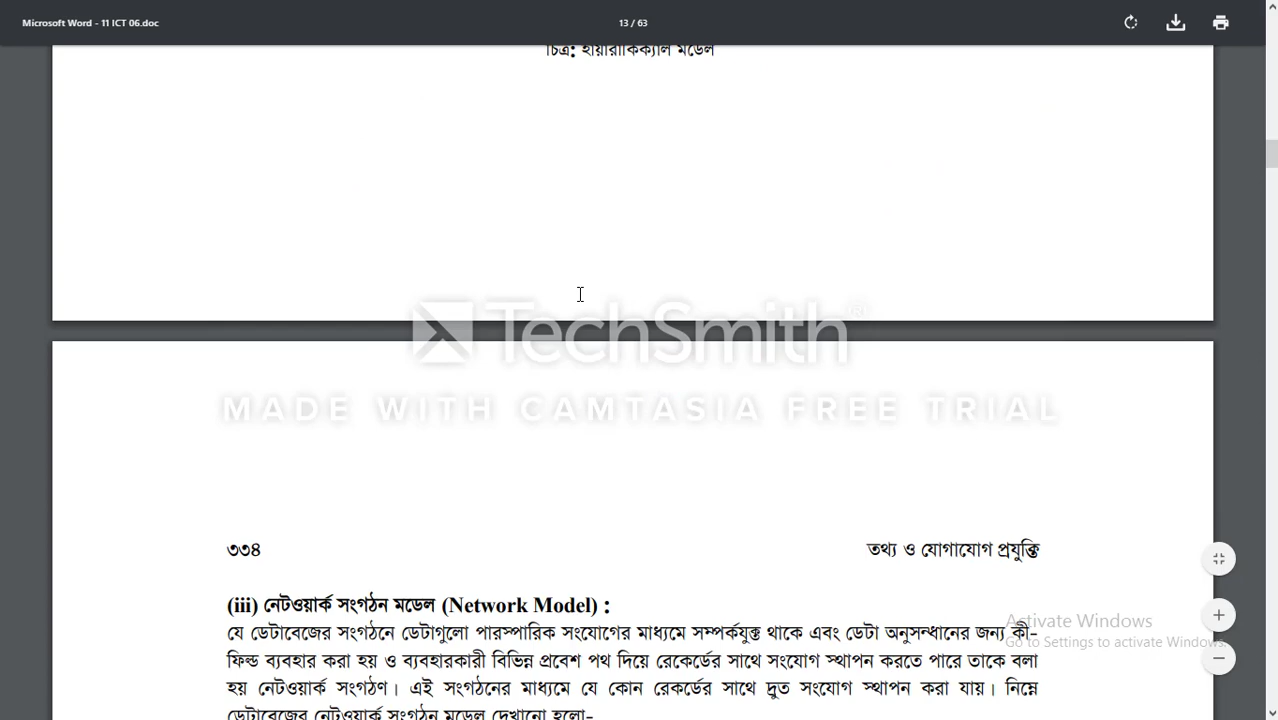 Microsoft Word - 11 ICT 06.doc
13 / 63
চিত্র: হায়ারার্কিক্যাল মডেল
TechSmith
MADE WITH CAMTASIA FREE TRIAL
৩৩৪
তথ্য ও যোগাযোগ প্রযুক্তি
(iii) নেটওয়ার্ক সংগঠন মডেল (Network Model) :
যে ডেটাবেজের সংগঠনে ডেটাগুলো পারস্পারিক সংযোগের মাধ্যমে সম্পর্কযুক্ত থাকে এবং ডেটা অনুসন্ধানের জন্য কী-
ফিল্ড ব্যবহার করা হয় ও ব্যবহারকারী বিভিন্ন প্রবেশ পথ দিয়ে রেকর্ডের সাথে সংযোগ স্থাপন করতে পারে তাকে বলা
হয় নেটওয়ার্ক সংগঠণ। এই সংগঠনের মাধ্যমে যে কোন রেকর্ডের সাথে দ্রুত সংযোগ স্থাপন করা যায়। নিম্নে
ডেটাবেজের নেটওয়ার্ক সংগঠন মডেল দেখানো হলো-
Activate Windows
Go to Settings to activate Windows.